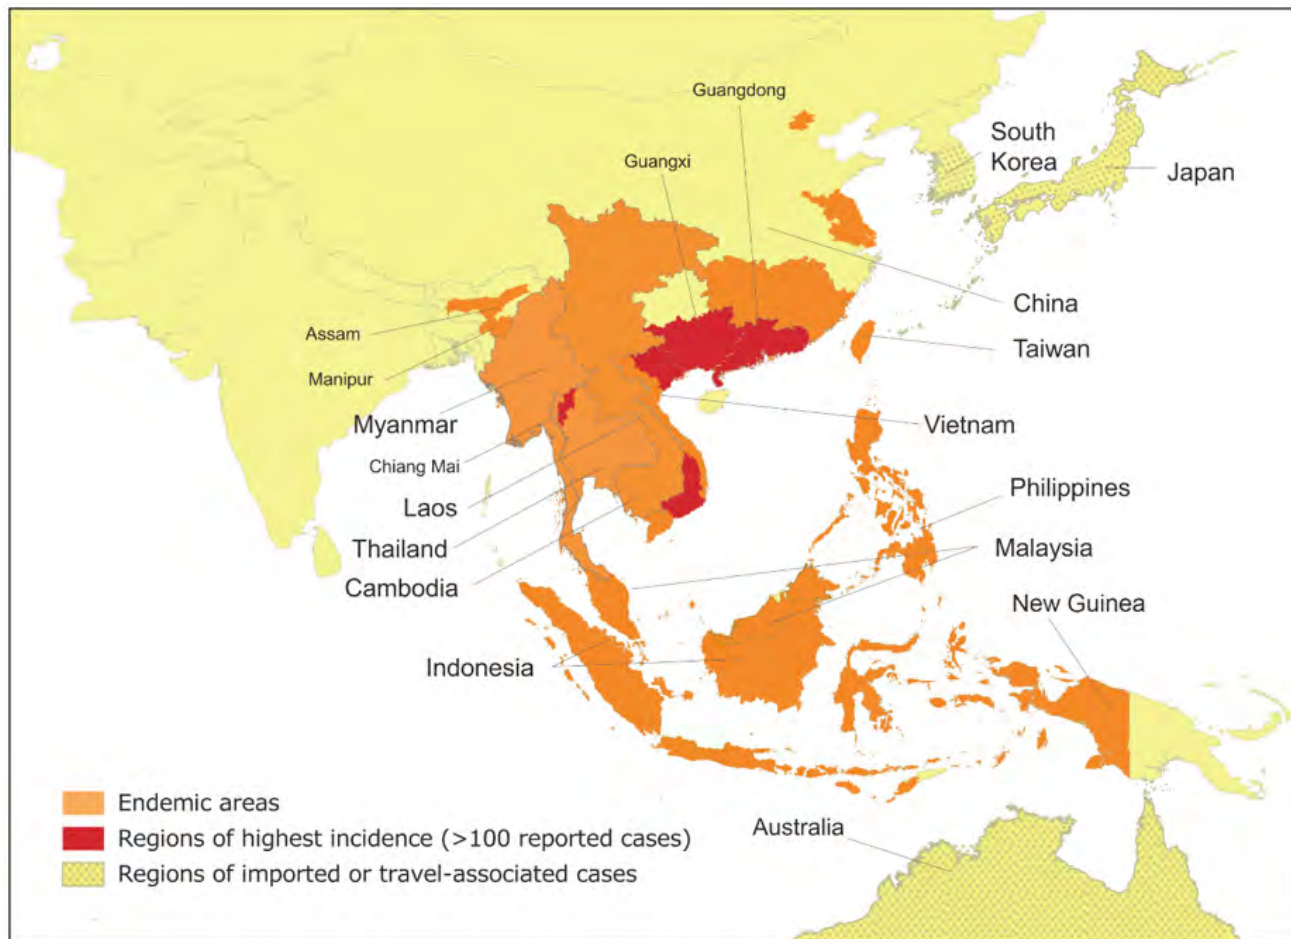 Guangdong
South
Korea
Guangxi
Japan
China
Assam
Taiwan
Manipur
Myanmar
Vietnam
Chiang Mai
Philippines
Laos
Thailand
Malaysia
Cambodia
New Guinea
Indonesia
Endemic areas
Regions of highest incidence (>100 reported cases)
Australia
Regions of imported or travel-associated cases